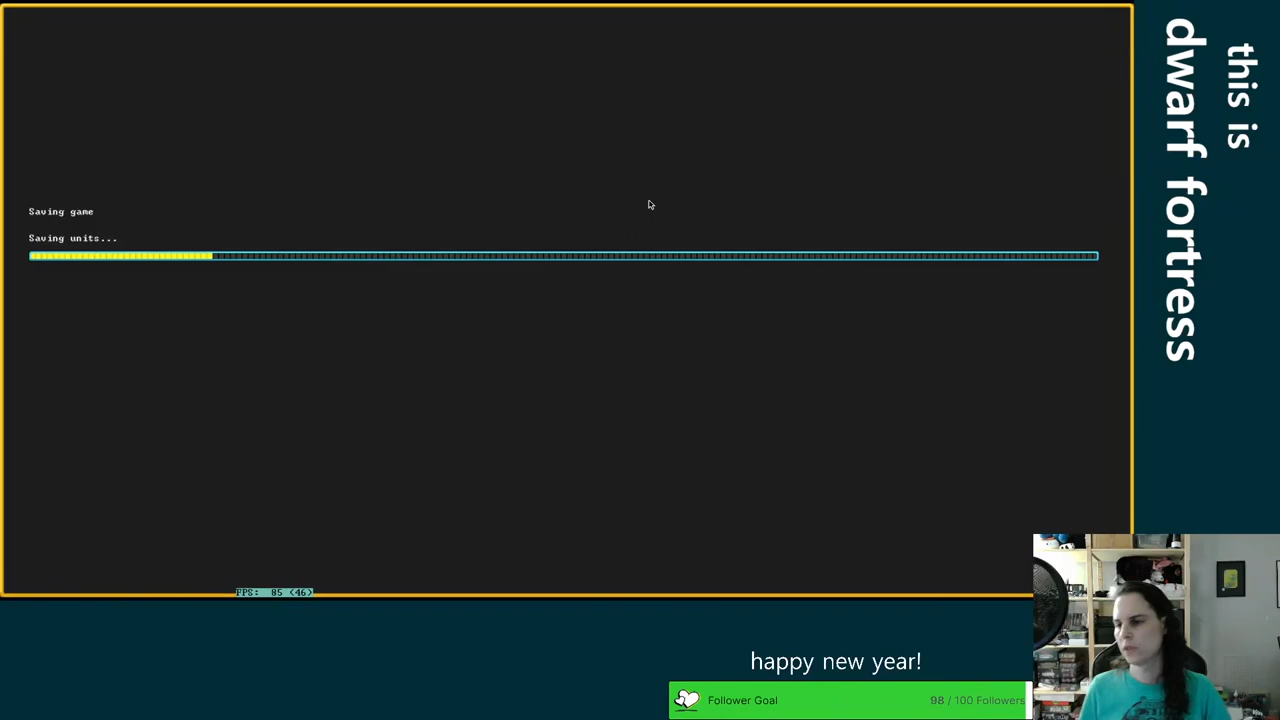 Saving game
Saving units...
FPS: 85 (46)
this is
dwarf fortress
happy new year!
Follower Goal
98 / 100 Followers